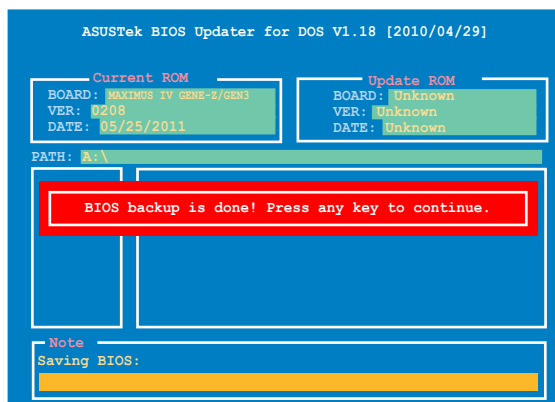 ASUSTek BIOS Updater for DOS V1.18 [2010/04/29]
Current ROM
BOARD: MAXIMUS IV GENE-Z/GEN3
VER: 0208
DATE: 05/25/2011
Update ROM
BOARD: Unknown
VER: Unknown
DATE: Unknown
PATH: A:\
BIOS backup is done! Press any key to continue.
Note
Saving BIOS: